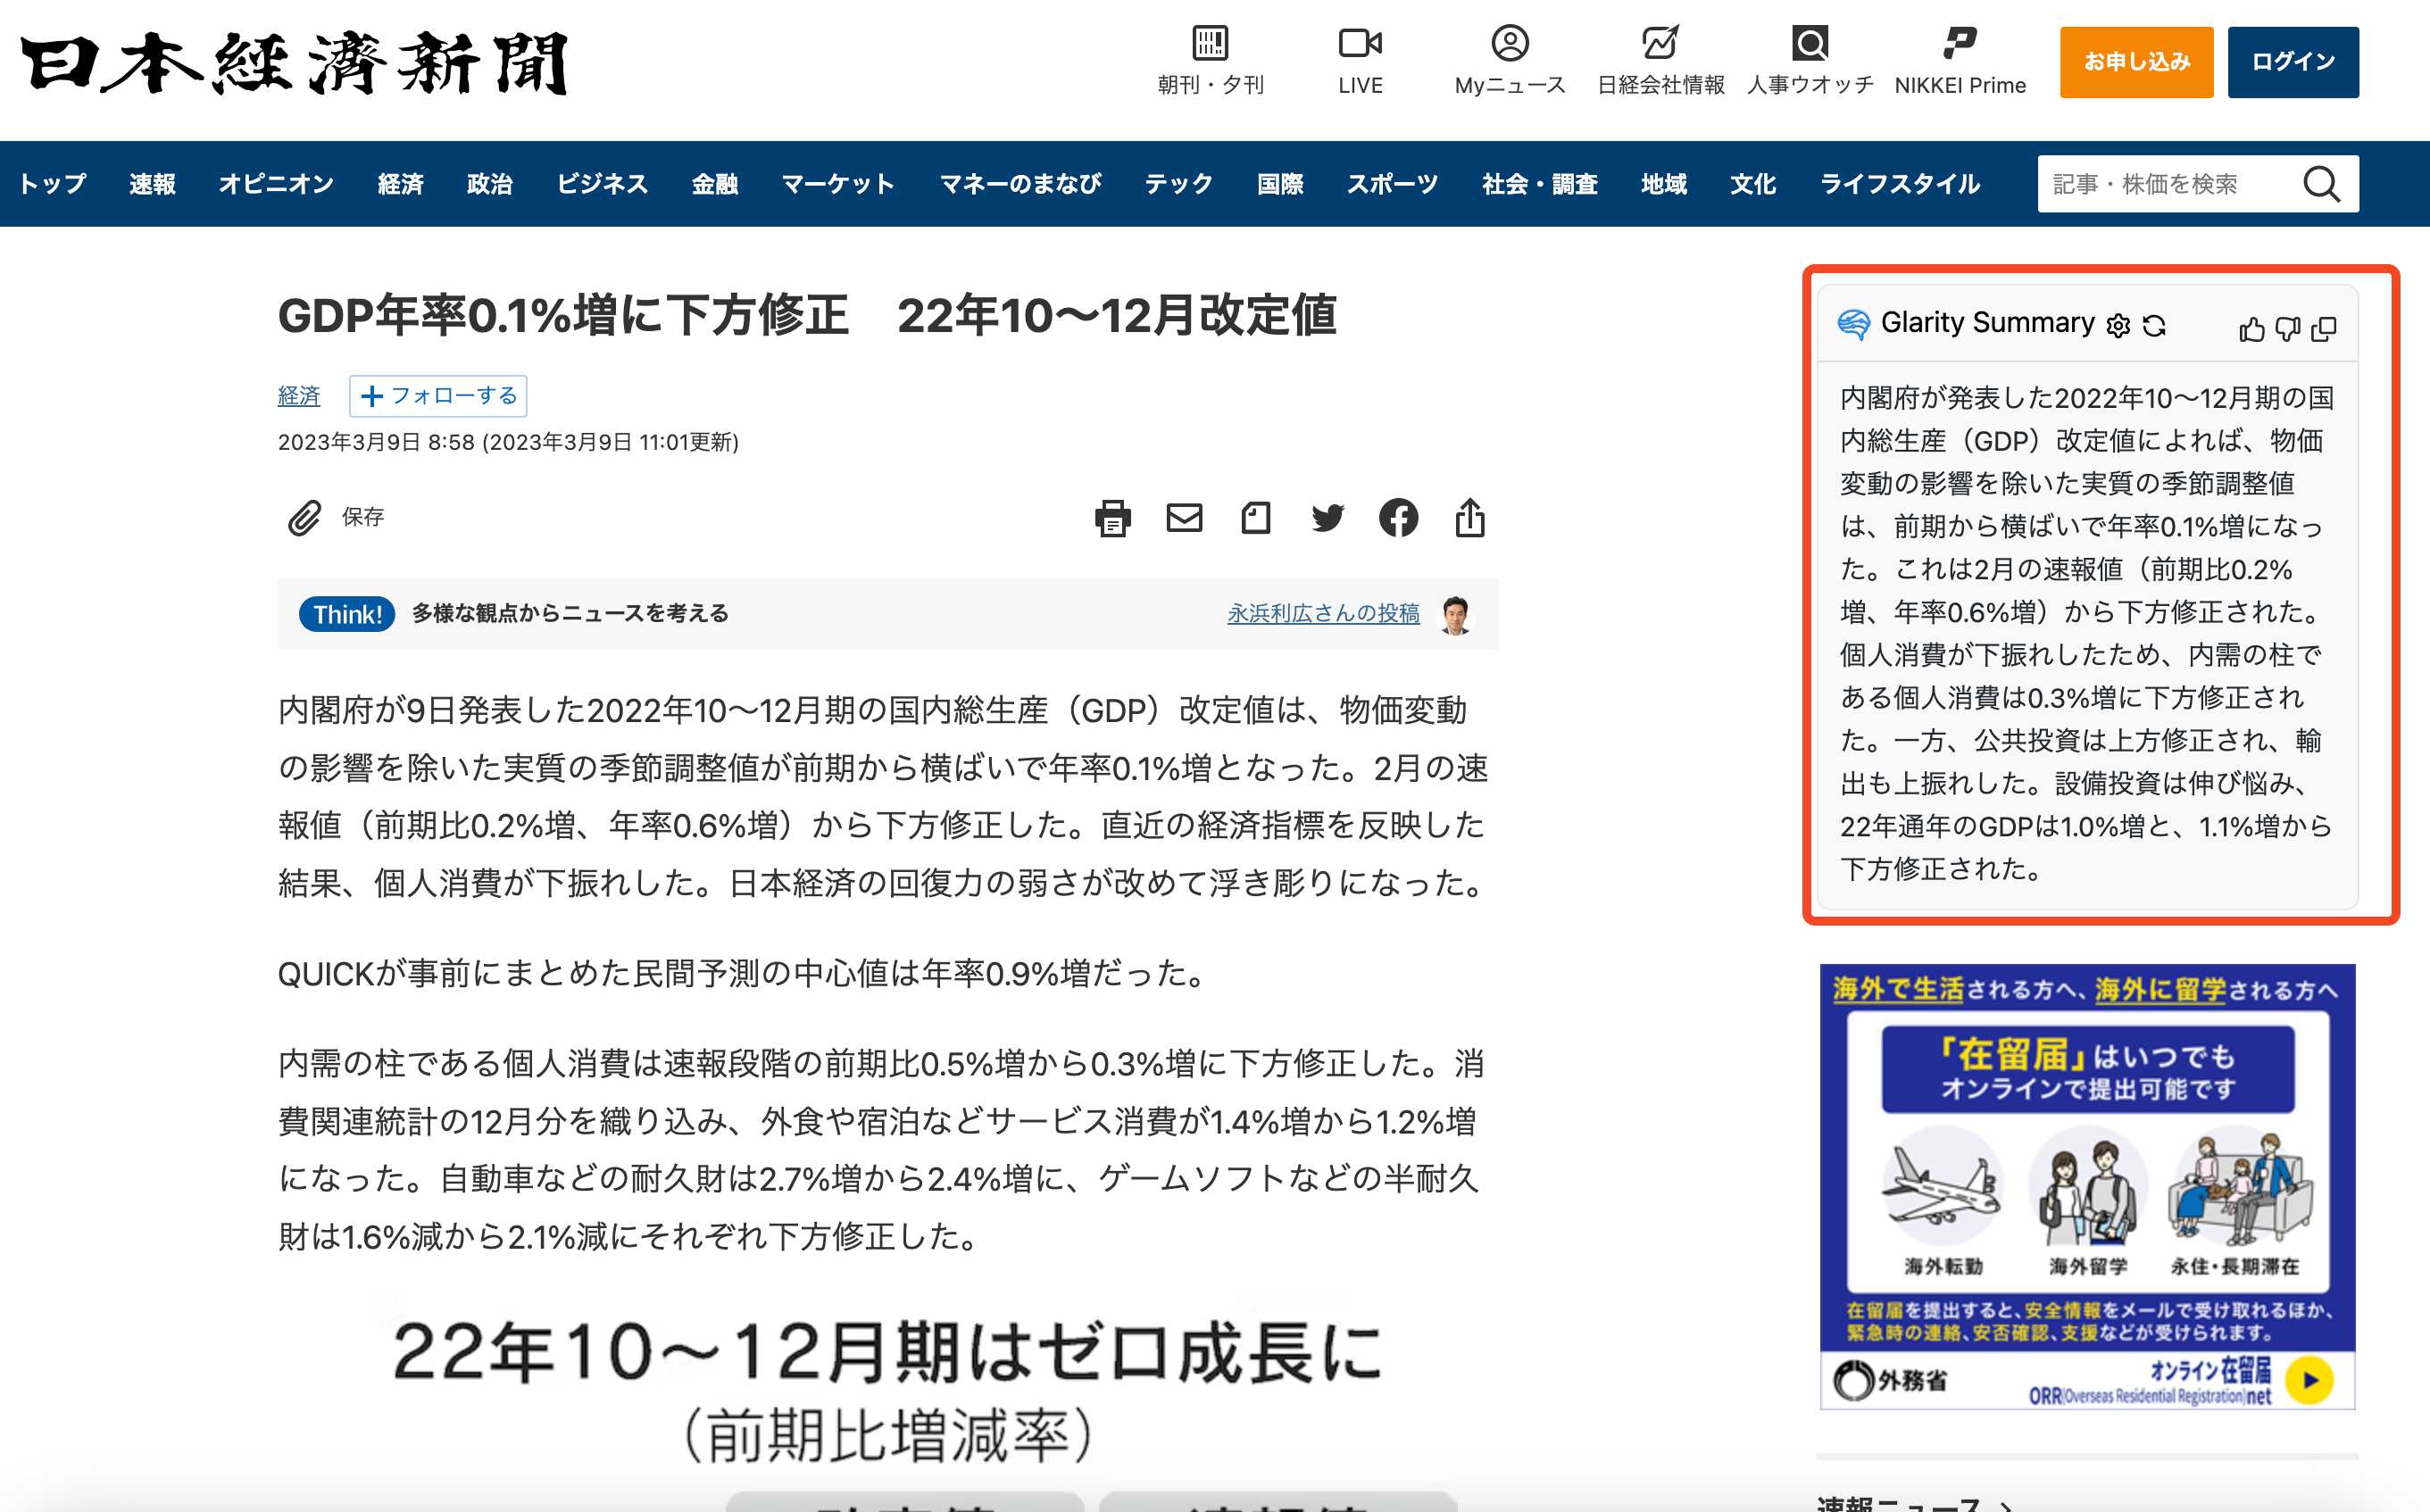 日本経済新聞
朝刊・夕刊
LIVE
Myニュース
日経会社情報
人事ウオッチ
NIKKEI Prime
お申し込み
ログイン
トップ 速報 オピニオン 経済 政治 ビジネス 金融 マーケット マネーのまなび テック 国際 スポーツ 社会・調査 地域 文化 ライフスタイル
記事・株価を検索
GDP年率0.1%増に下方修正　22年10〜12月改定値
経済
フォローする
2023年3月9日 8:58 (2023年3月9日 11:01更新)
保存
Think!
多様な観点からニュースを考える
永浜利広さんの投稿
内閣府が9日発表した2022年10〜12月期の国内総生産（GDP）改定値は、物価変動
の影響を除いた実質の季節調整値が前期から横ばいで年率0.1%増となった。2月の速
報値（前期比0.2%増、年率0.6%増）から下方修正した。直近の経済指標を反映した
結果、個人消費が下振れした。日本経済の回復力の弱さが改めて浮き彫りになった。
QUICKが事前にまとめた民間予測の中心値は年率0.9%増だった。
内需の柱である個人消費は速報段階の前期比0.5%増から0.3%増に下方修正した。消
費関連統計の12月分を織り込み、外食や宿泊などサービス消費が1.4%増から1.2%増
になった。自動車などの耐久財は2.7%増から2.4%増に、ゲームソフトなどの半耐久
財は1.6%減から2.1%減にそれぞれ下方修正した。
22年10〜12月期はゼロ成長に
（前期比増減率）
Glarity Summary
内閣府が発表した2022年10〜12月期の国
内総生産（GDP）改定値によれば、物価
変動の影響を除いた実質の季節調整値
は、前期から横ばいで年率0.1%増になっ
た。これは2月の速報値（前期比0.2%
増、年率0.6%増）から下方修正された。
個人消費が下振れしたため、内需の柱で
ある個人消費は0.3%増に下方修正され
た。一方、公共投資は上方修正され、輸
出も上振れした。設備投資は伸び悩み、
22年通年のGDPは1.0%増と、1.1%増から
下方修正された。
海外で生活される方へ、海外に留学される方へ
「在留届」はいつでも
オンラインで提出可能です
海外転勤
海外留学
永住・長期滞在
在留届を提出すると、安全情報をメールで受け取れるほか、
緊急時の連絡、安否確認、支援などが受けられます。
外務省
オンライン在留届
ORR(Overseas Residential Registration)net
速報ニュース